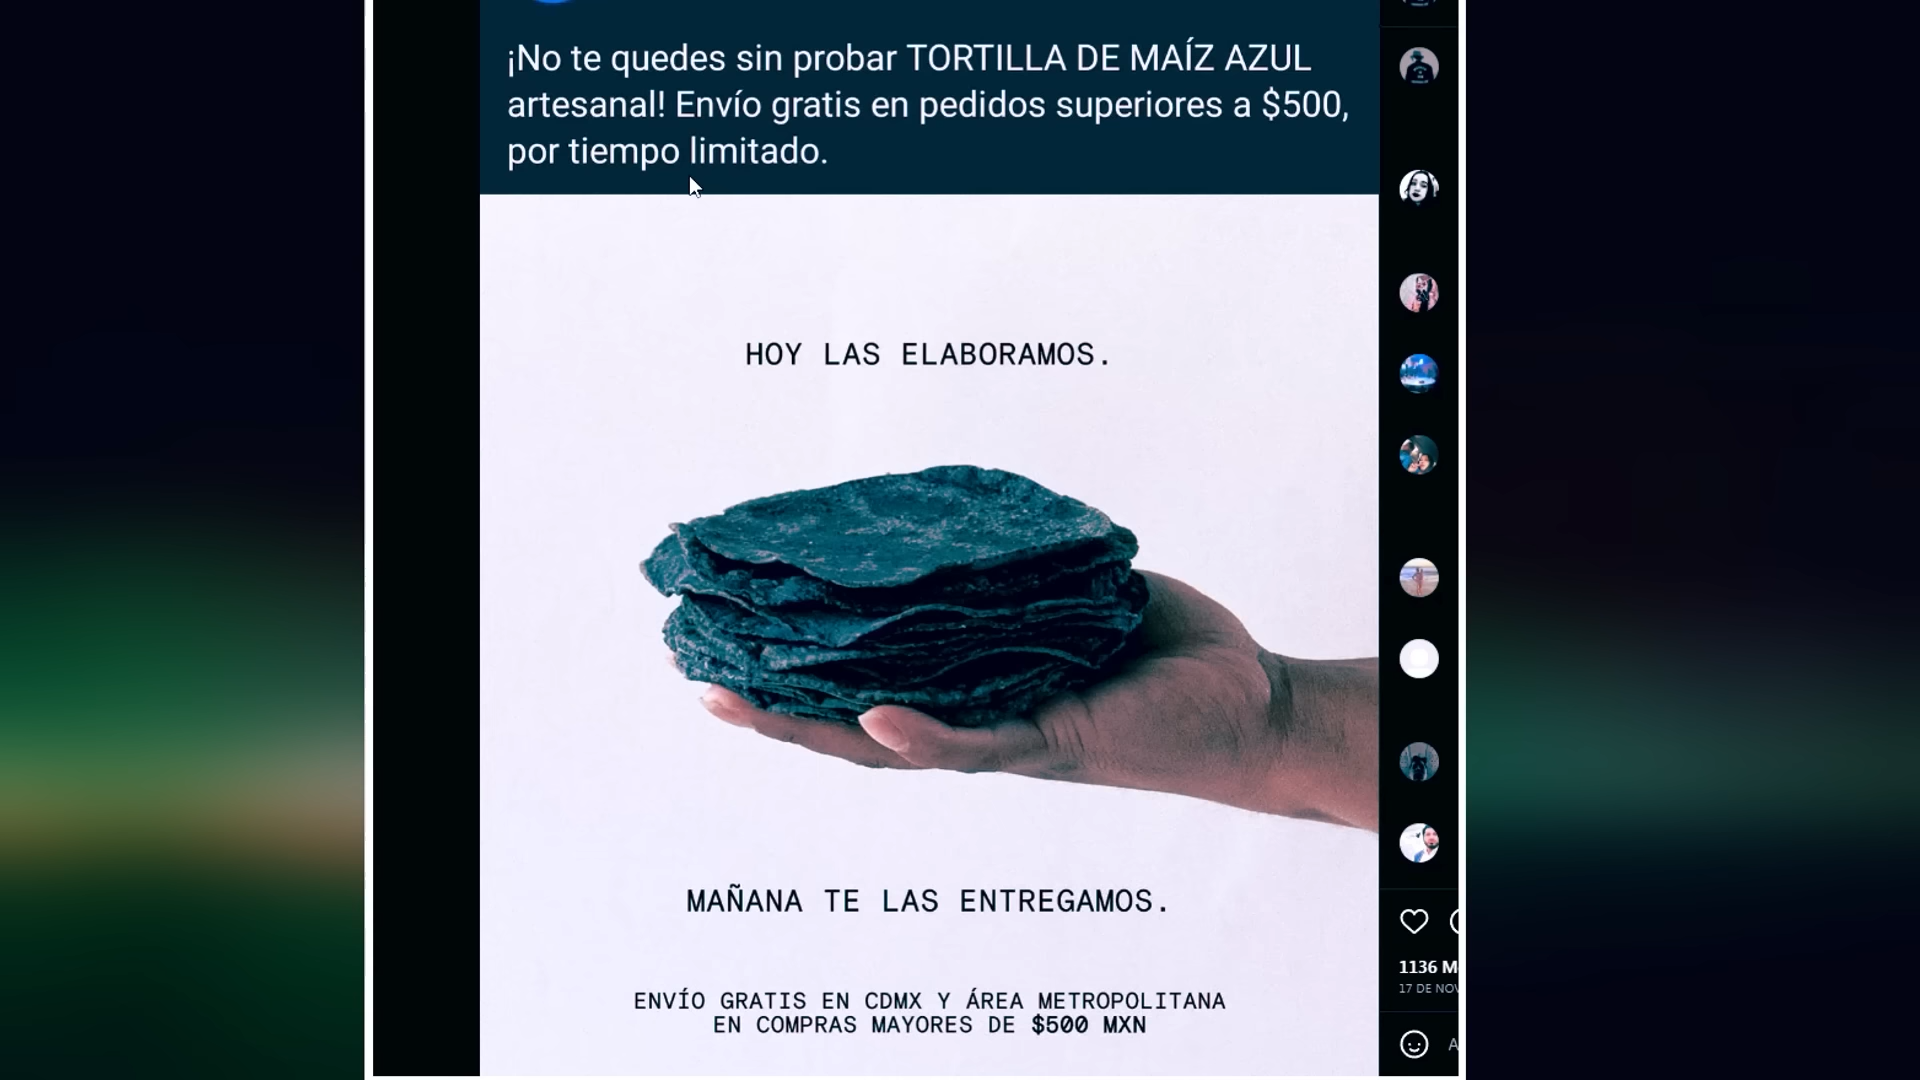 ¡No te quedes sin probar TORTILLA DE MAÍZ AZUL
artesanal! Envío gratis en pedidos superiores a $500,
por tiempo limitado.
HOY LAS ELABORAMOS.
MAÑANA TE LAS ENTREGAMOS.
ENVÍO GRATIS EN CDMX Y ÁREA METROPOLITANA
EN COMPRAS MAYORES DE $500 MXN
1136 M
17 DE NOV
A